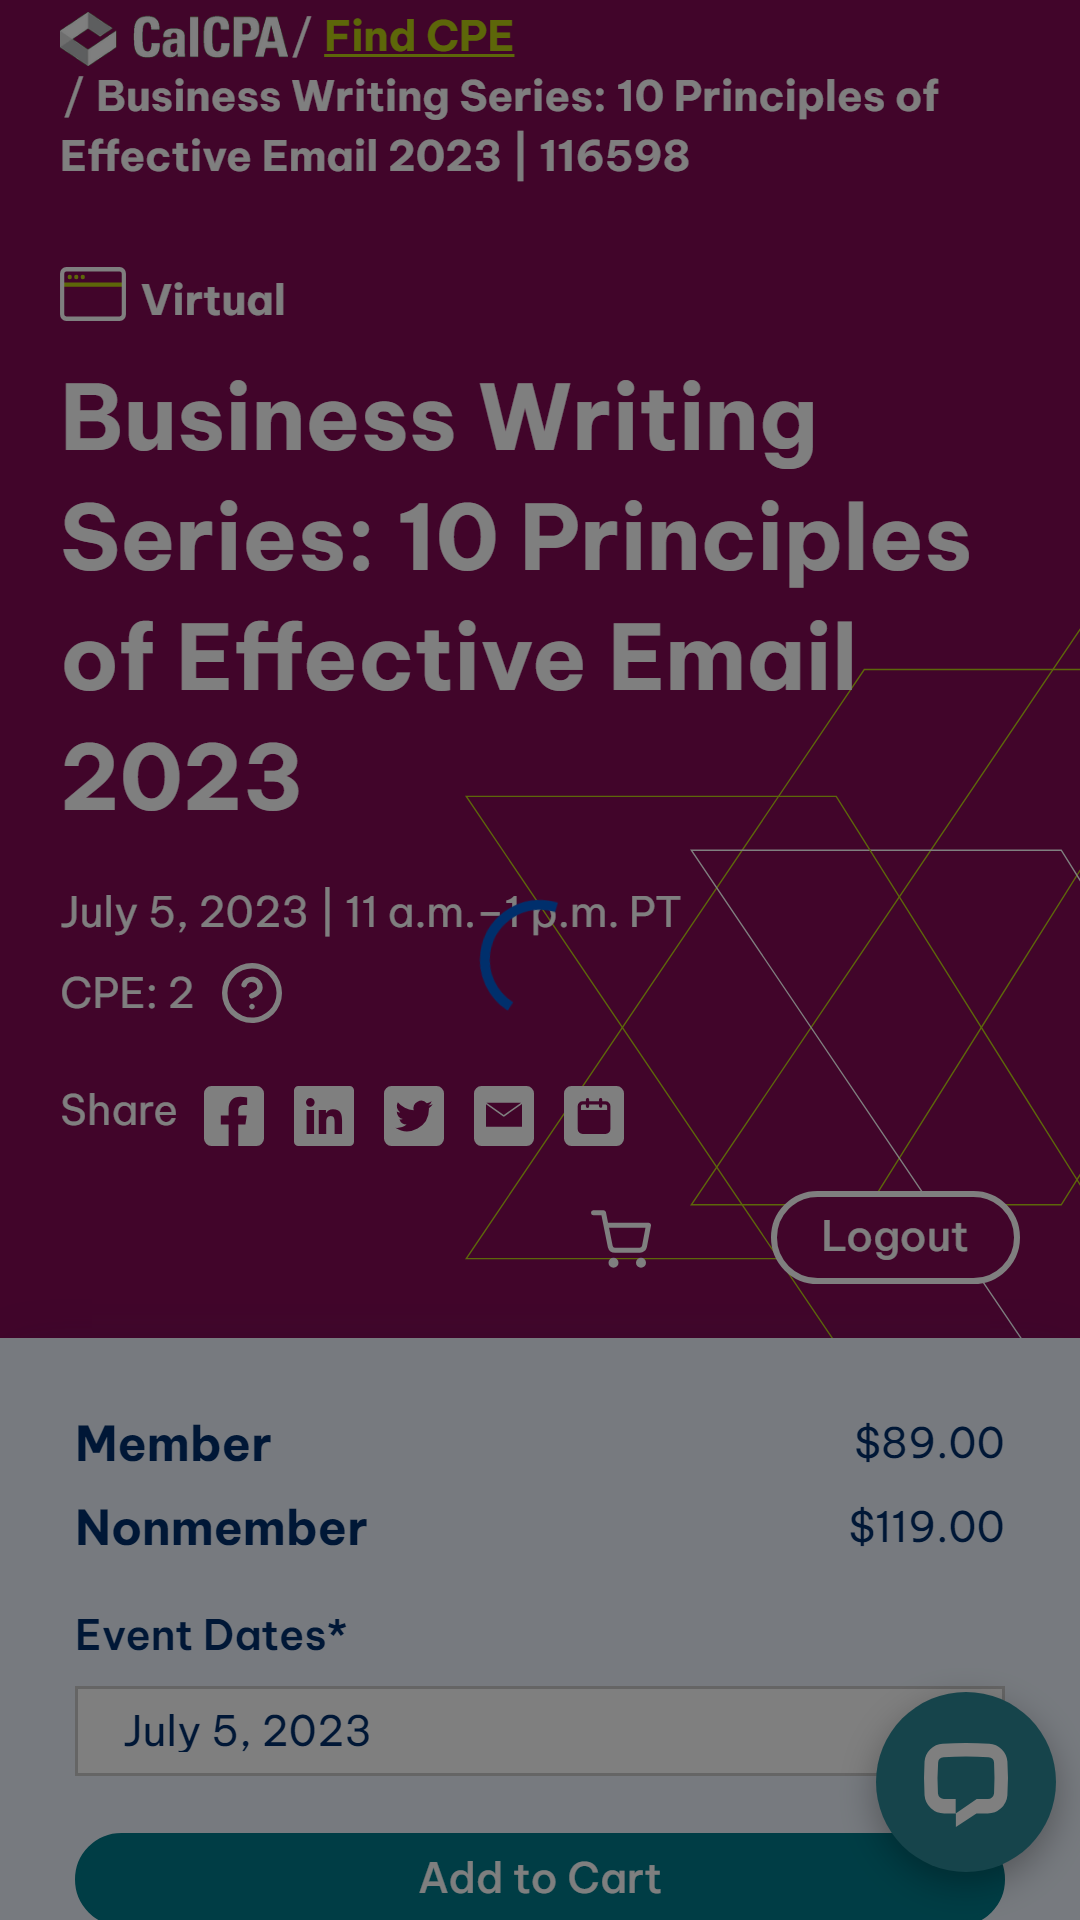 CalCPA / Find CPE
/ Business Writing Series: 10 Principles of
Effective Email 2023 | 116598
Virtual
Business Writing
Series: 10 Principles
of Effective Email
2023
July 5, 2023 | 11 a.m.–1 p.m. PT
CPE: 2 ?
Share
Logout
Member $89.00
Nonmember $119.00
Event Dates*
July 5, 2023
Add to Cart